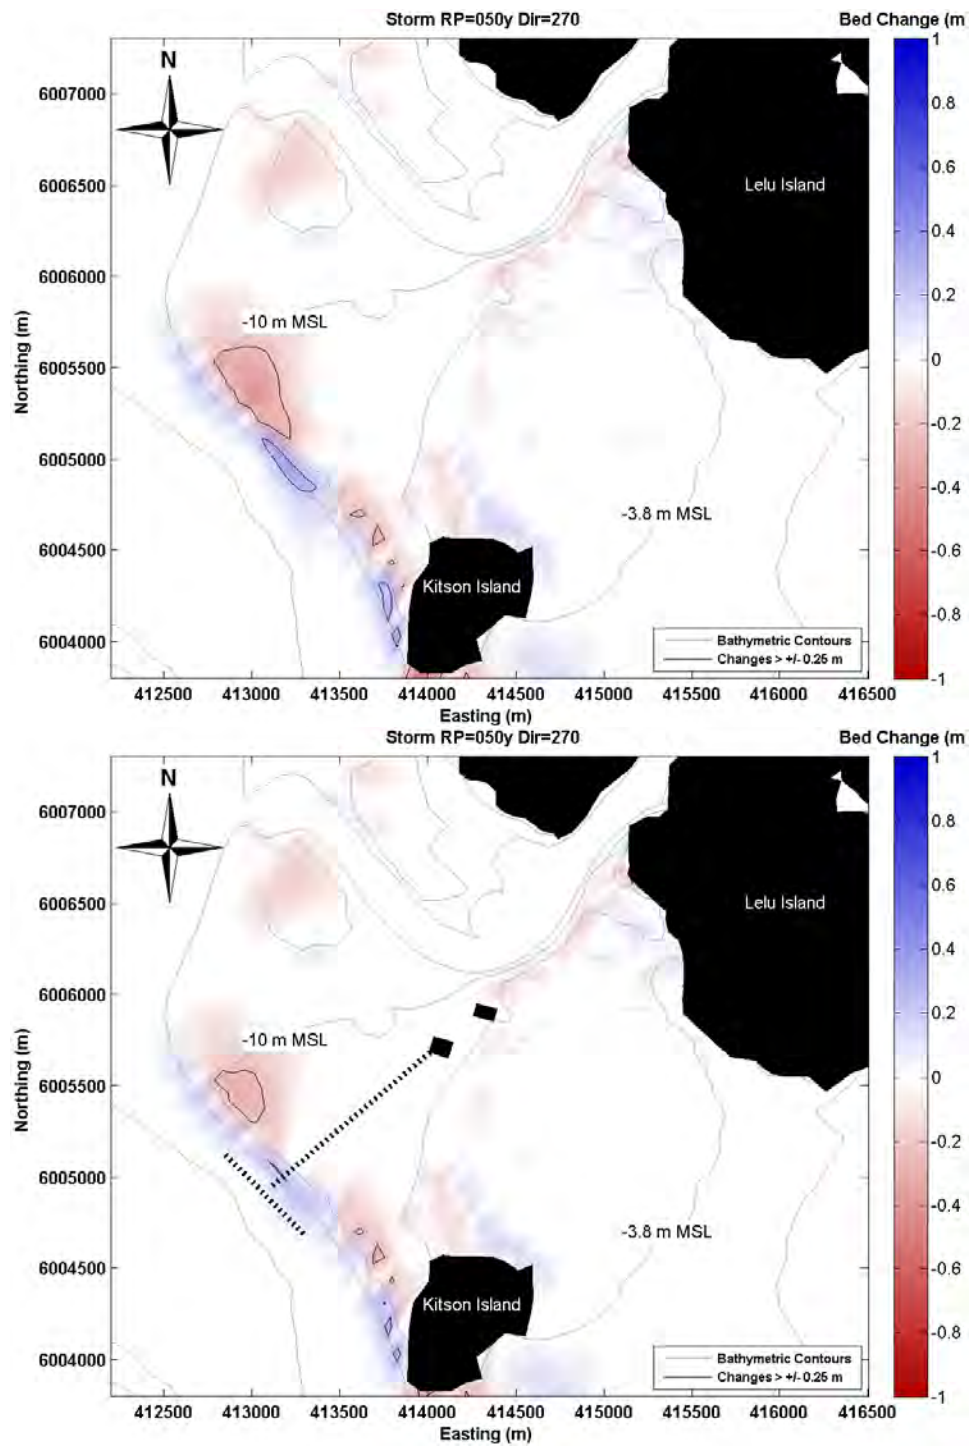 Storm RP=050y Dir=270
Bed Change (m
N
1
0.8
0.6
0.4
0.2
0
-0.2
-0.4
-0.6
-0.8
-1
6007000
6006500
6006000
6005500
6005000
6004500
6004000
Northing (m)
Lelu Island
-10 m MSL
-3.8 m MSL
Kitson Island
Bathymetric Contours
Changes > +/- 0.25 m
412500 413000 413500 414000 414500 415000 415500 416000 416500
Easting (m)
Storm RP=050y Dir=270
Bed Change (m
N
1
0.8
0.6
0.4
0.2
0
-0.2
-0.4
-0.6
-0.8
-1
6007000
6006500
6006000
6005500
6005000
6004500
6004000
Northing (m)
Lelu Island
-10 m MSL
-3.8 m MSL
Kitson Island
Bathymetric Contours
Changes > +/- 0.25 m
412500 413000 413500 414000 414500 415000 415500 416000 416500
Easting (m)